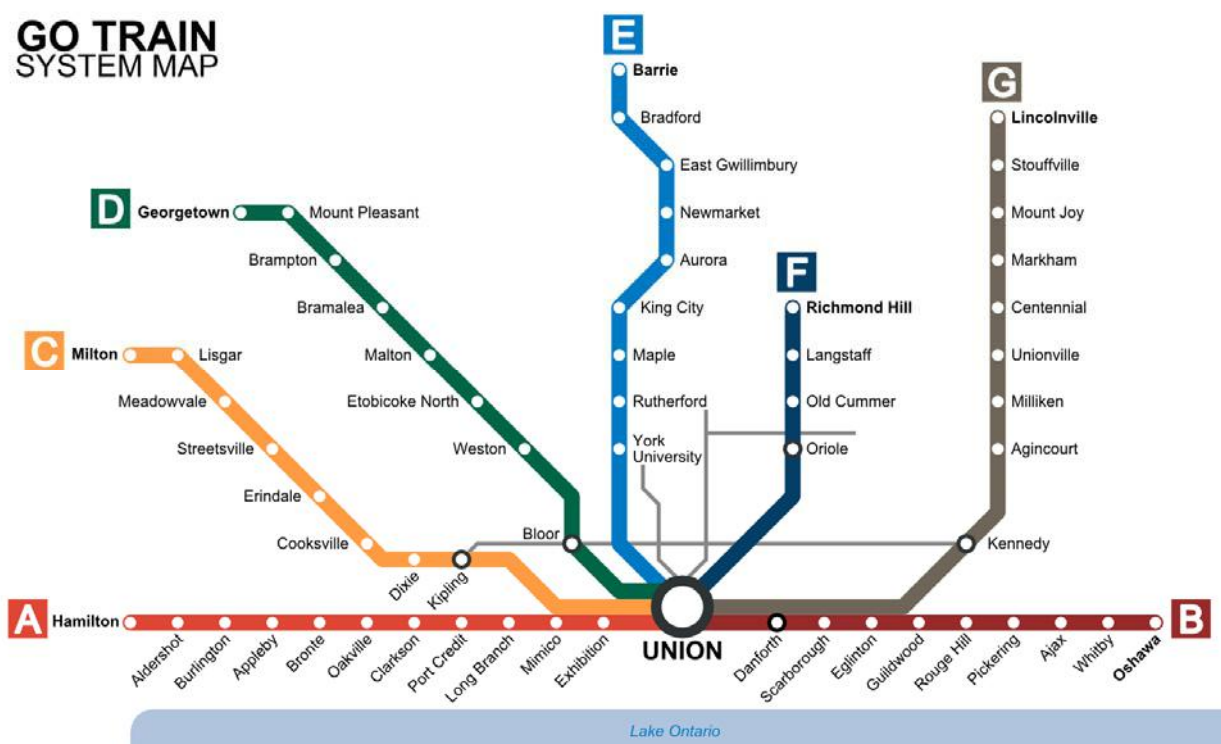 GO TRAIN
SYSTEM MAP
E
Barrie
G
Bradford
Lincolnville
East Gwillimbury
Stouffville
D
Georgetown
Mount Pleasant
Newmarket
Mount Joy
Brampton
Aurora
F
Markham
Bramalea
King City
Richmond Hill
Centennial
C
Milton
Lisgar
Malton
Maple
Langstaff
Unionville
Meadowvale
Etobicoke North
Rutherford
Old Cummer
Milliken
Streetsville
Weston
York
University
Oriole
Agincourt
Erindale
Cooksville
Bloor
Kennedy
Dixie
Kipling
A
Hamilton
B
Aldershot
Burlington
Appleby
Bronte
Oakville
Clarkson
Port Credit
Long Branch
Mimico
Exhibition
UNION
Danforth
Scarborough
Eglinton
Guildwood
Rouge Hill
Pickering
Ajax
Whitby
Oshawa
Lake Ontario